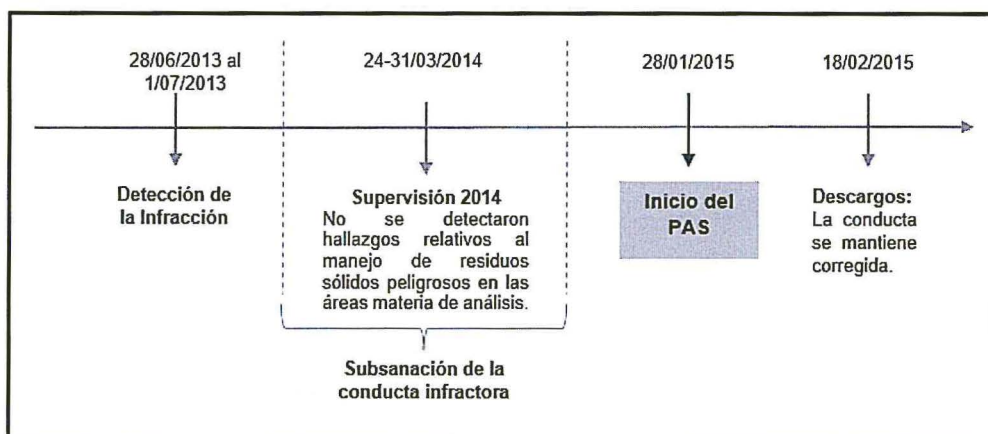 28/06/2013 al
1/07/2013
24-31/03/2014
28/01/2015
18/02/2015
Detección de
la Infracción
Supervisión 2014
No se detectaron
hallazgos relativos al
manejo de residuos
sólidos peligrosos en las
áreas materia de análisis.
Inicio del
PAS
Descargos:
La conducta
se mantiene
corregida.
Subsanación de la
conducta infractora